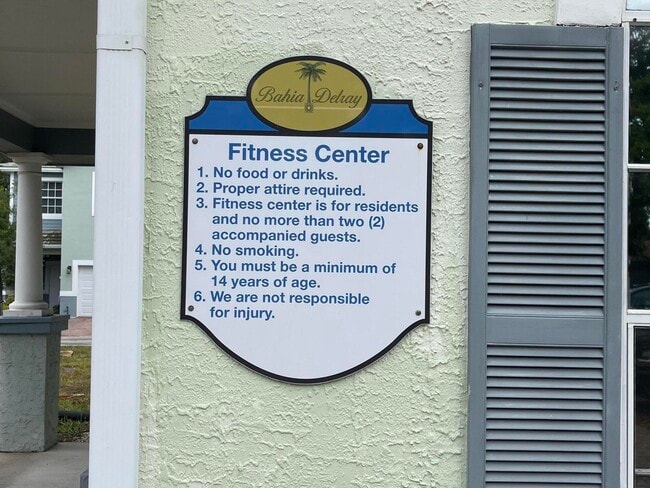 Bahia Delray
Fitness Center
1. No food or drinks.
2. Proper attire required.
3. Fitness center is for residents
and no more than two (2)
accompanied guests.
4. No smoking.
5. You must be a minimum of
14 years of age.
6. We are not responsible
for injury.